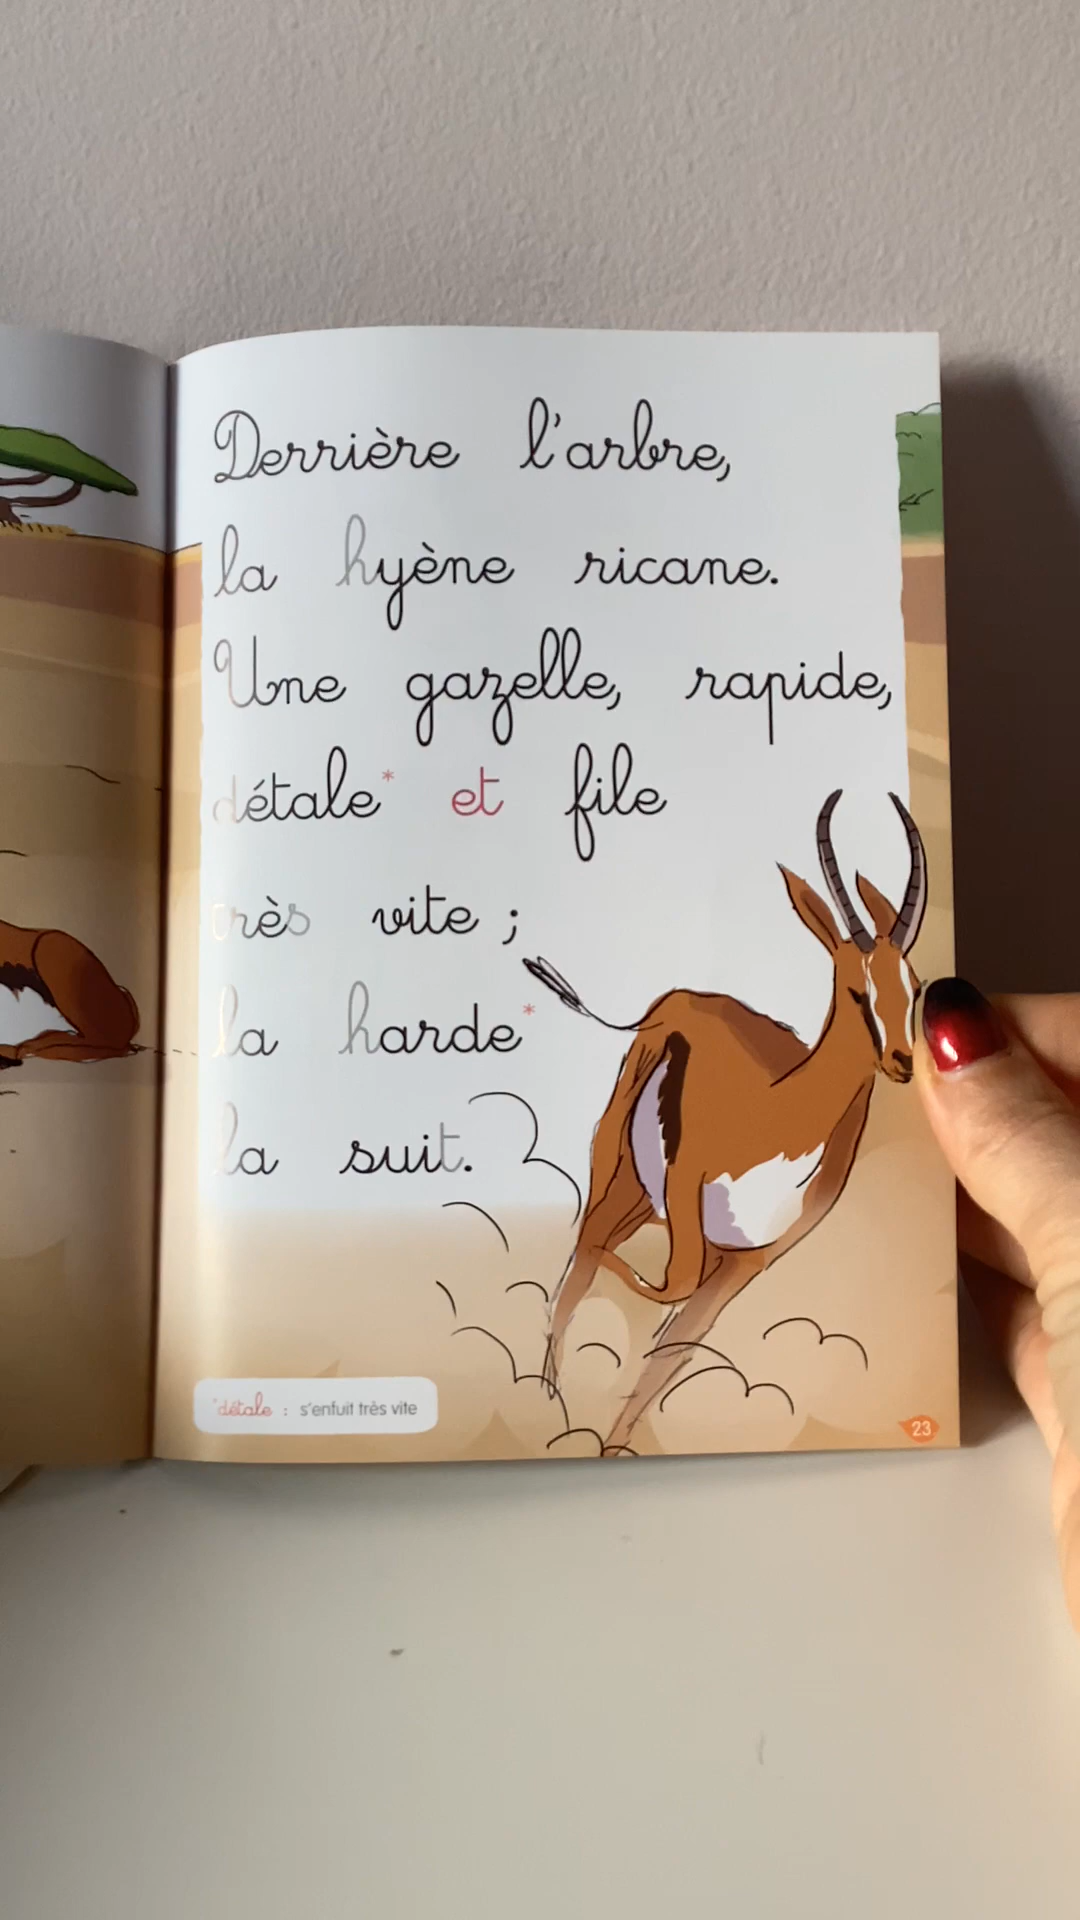 Derrière l'arbre,
la hyène ricane.
Une gazelle, rapide,
détale* et file
très vite ;
la harde*
la suit.
*détale : s'enfuit très vite
23